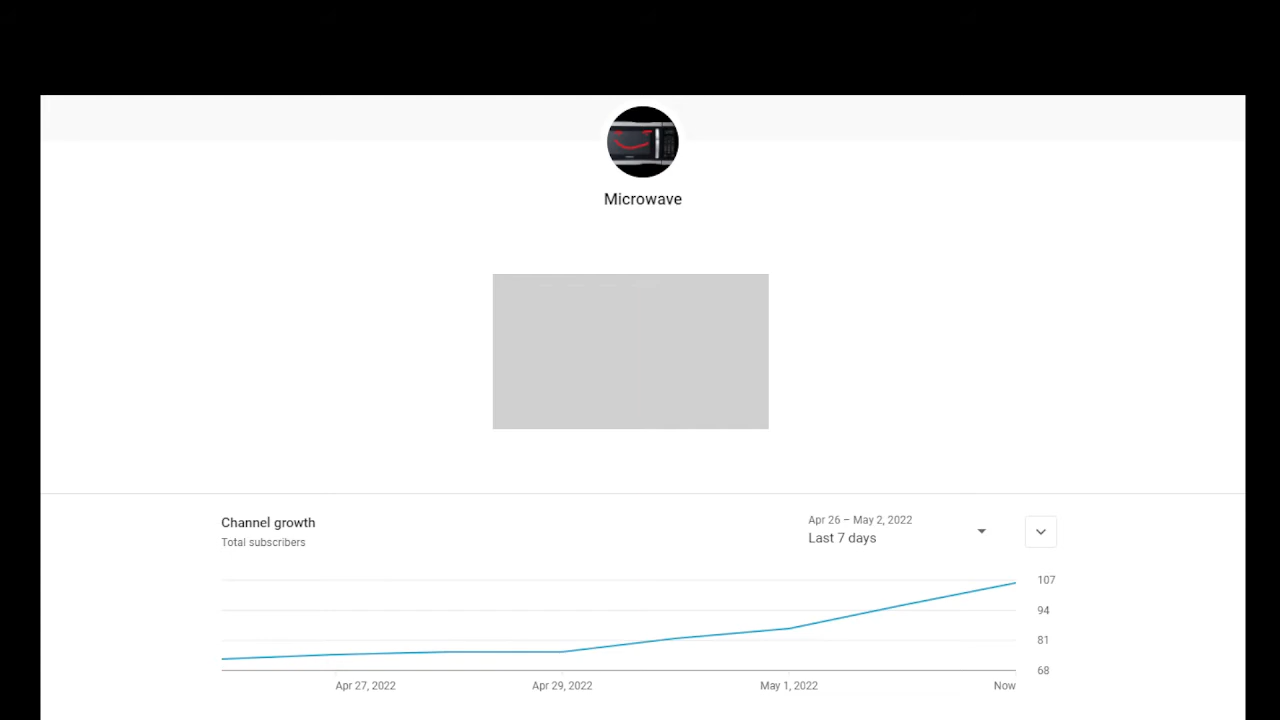 Microwave
Channel growth
Total subscribers
Apr 26 – May 2, 2022
Last 7 days
107
94
81
68
Apr 27, 2022
Apr 29, 2022
May 1, 2022
Now